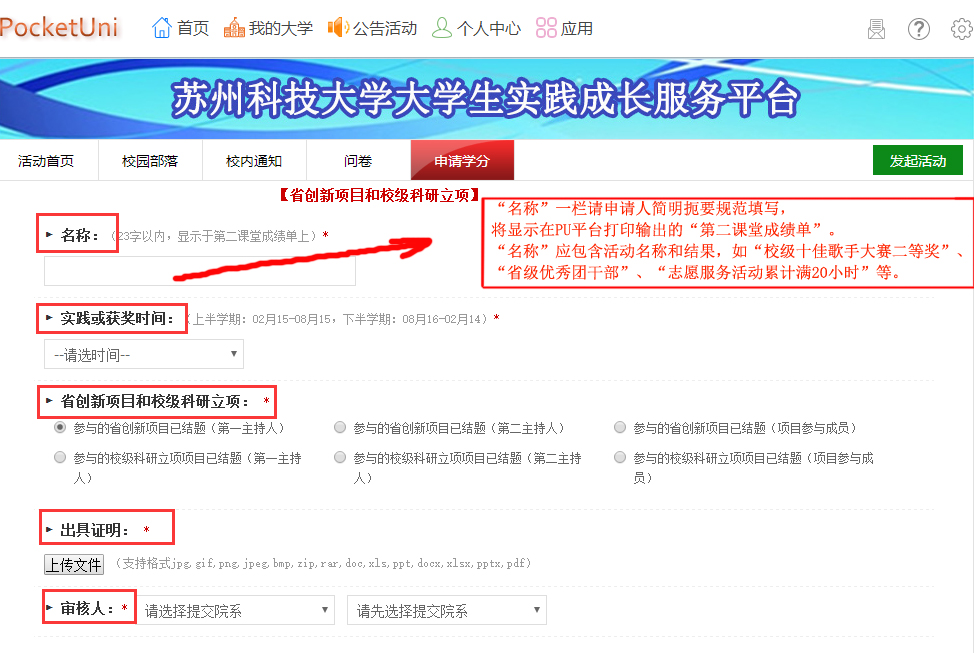 PocketUni 首页 我的大学 公告活动 个人中心 应用
苏州科技大学大学生实践成长服务平台
活动首页 校园部落 校内通知 问卷 申请学分 发起活动
【省创新项目和校级科研立项】
“名称”一栏请申请人简明扼要规范填写，
将显示在PU平台打印输出的“第二课堂成绩单”。
“名称”应包含活动名称和结果，如“校级十佳歌手大赛二等奖”、
“省级优秀团干部”、“志愿服务活动累计满20小时”等。
名称：（23字以内，显示于第二课堂成绩单上）*
实践或获奖时间：（上半学期：02月15-08月15，下半学期：08月16-02月14）*
--请选时间--
省创新项目和校级科研立项： *
参与的省创新项目已结题（第一主持人） 参与的省创新项目已结题（第二主持人） 参与的省创新项目已结题（项目参与成员）
参与的校级科研立项项目已结题（第一主持 参与的校级科研立项项目已结题（第二主持 参与的校级科研立项项目已结题（项目参与成
人） 人） 员）
出具证明： *
上传文件 （支持格式jpg,gif,png,jpeg,bmp,zip,rar,doc,xls,ppt,docx,xlsx,pptx,pdf）
审核人：* 请选择提交院系 请先选择提交院系